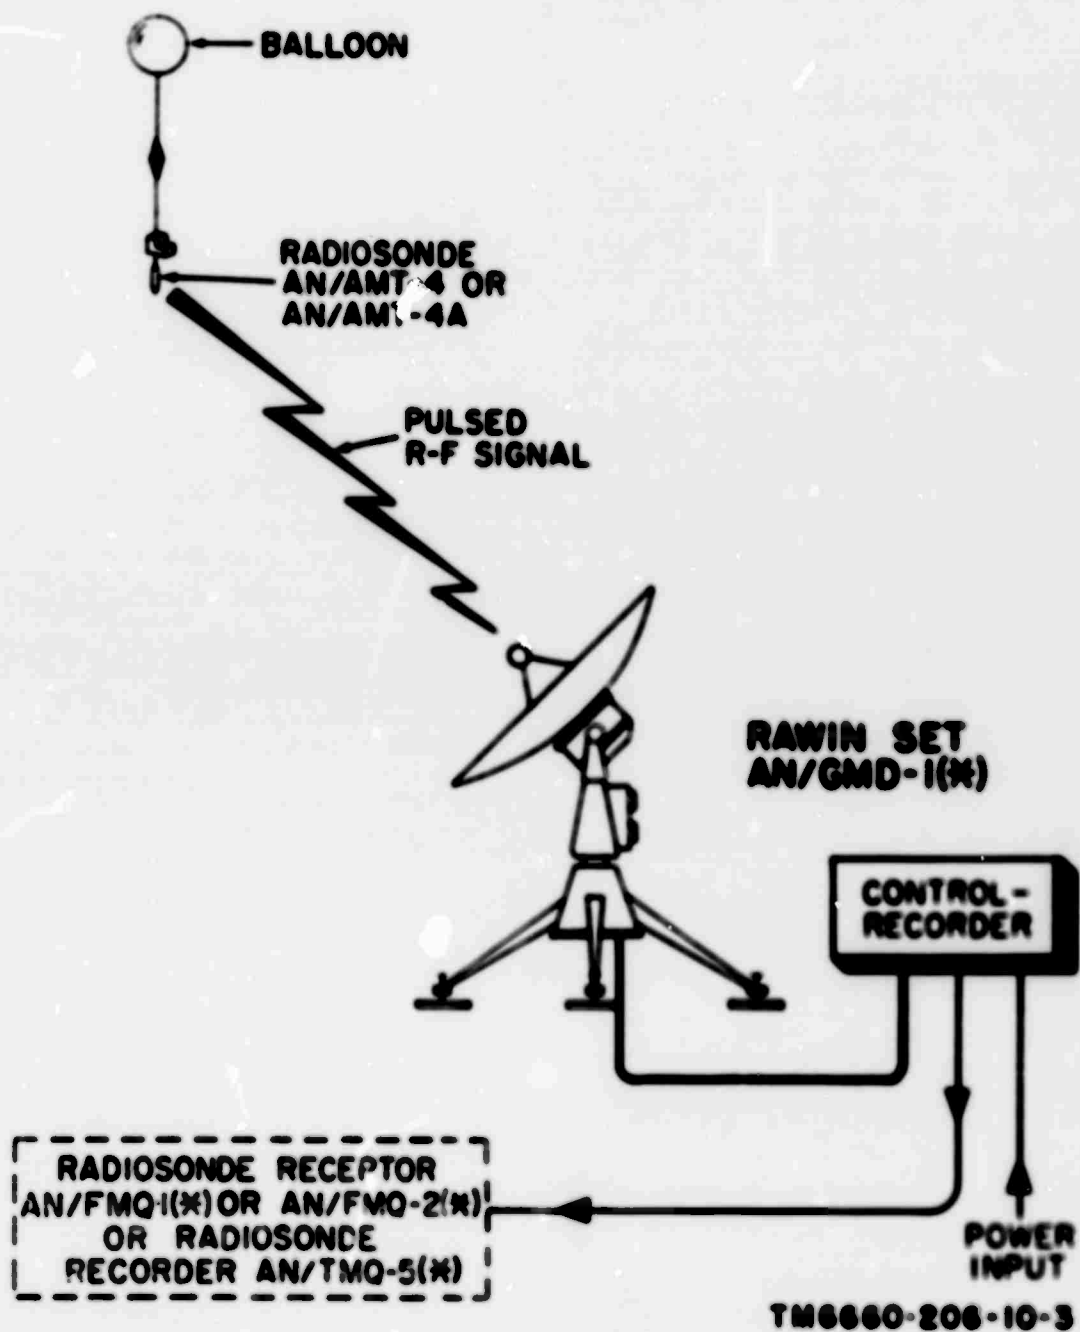 BALLOON
RADIOSONDE
AN/AMT-4 OR
AN/AMT-4A
PULSED
R-F SIGNAL
RAWIN SET
AN/GMD-1(*)
CONTROL-
RECORDER
RADIOSONDE RECEPTOR
AN/FMQ-1(*) OR AN/FMQ-2(*)
OR RADIOSONDE
RECORDER AN/TMQ-5(*)
POWER
INPUT
TM6660-206-10-3